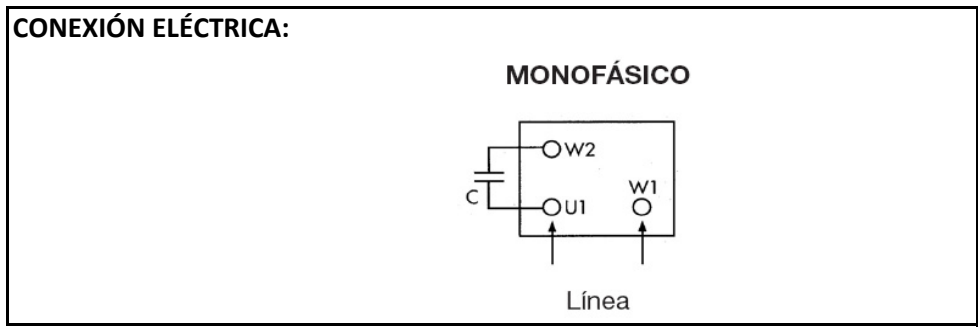 CONEXIÓN ELÉCTRICA:
MONOFÁSICO
W2
W1
C
U1
Línea